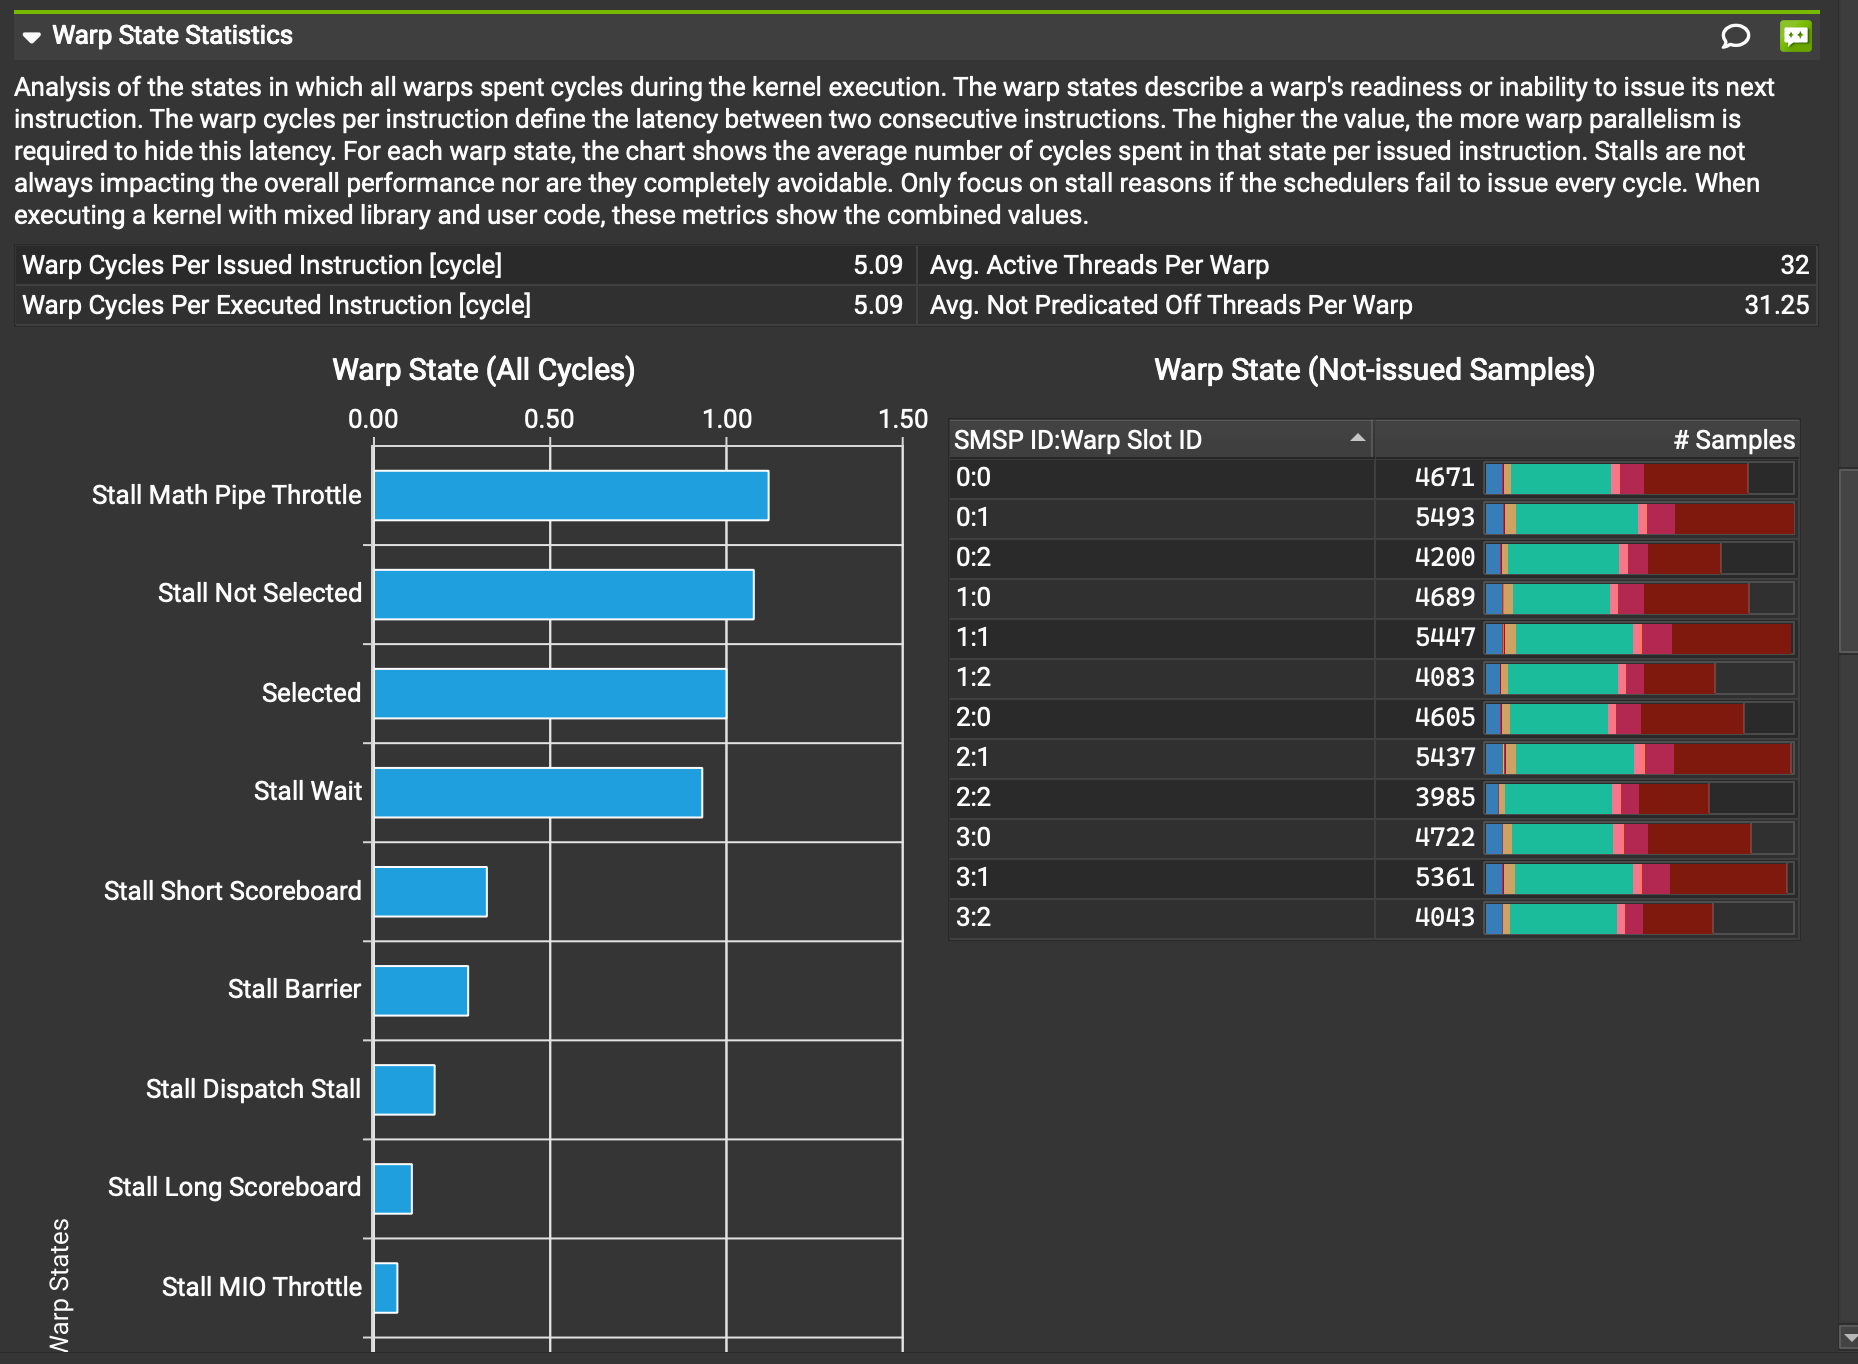 Warp State Statistics
Analysis of the states in which all warps spent cycles during the kernel execution. The warp states describe a warp's readiness or inability to issue its next
instruction. The warp cycles per instruction define the latency between two consecutive instructions. The higher the value, the more warp parallelism is
required to hide this latency. For each warp state, the chart shows the average number of cycles spent in that state per issued instruction. Stalls are not
always impacting the overall performance nor are they completely avoidable. Only focus on stall reasons if the schedulers fail to issue every cycle. When
executing a kernel with mixed library and user code, these metrics show the combined values.
Warp Cycles Per Issued Instruction [cycle] 5.09 Avg. Active Threads Per Warp 32
Warp Cycles Per Executed Instruction [cycle] 5.09 Avg. Not Predicated Off Threads Per Warp 31.25
Warp State (All Cycles)
0.00 0.50 1.00 1.50
Stall Math Pipe Throttle
Stall Not Selected
Selected
Stall Wait
Stall Short Scoreboard
Stall Barrier
Stall Dispatch Stall
Stall Long Scoreboard
Stall MIO Throttle
Warp States
Warp State (Not-issued Samples)
SMSP ID:Warp Slot ID # Samples
0:0 4671
0:1 5493
0:2 4200
1:0 4689
1:1 5447
1:2 4083
2:0 4605
2:1 5437
2:2 3985
3:0 4722
3:1 5361
3:2 4043